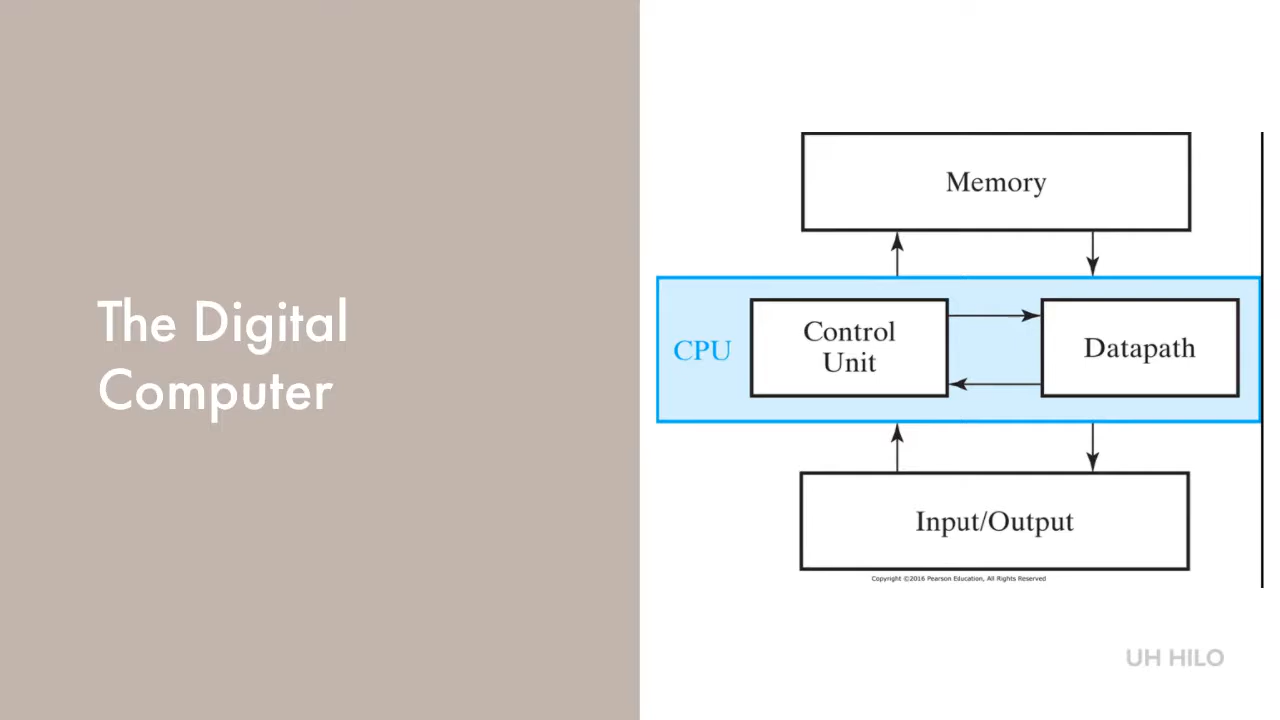 The Digital
Computer
Memory
CPU
Control
Unit
Datapath
Input/Output
Copyright ©2016 Pearson Education, All Rights Reserved
UH HILO